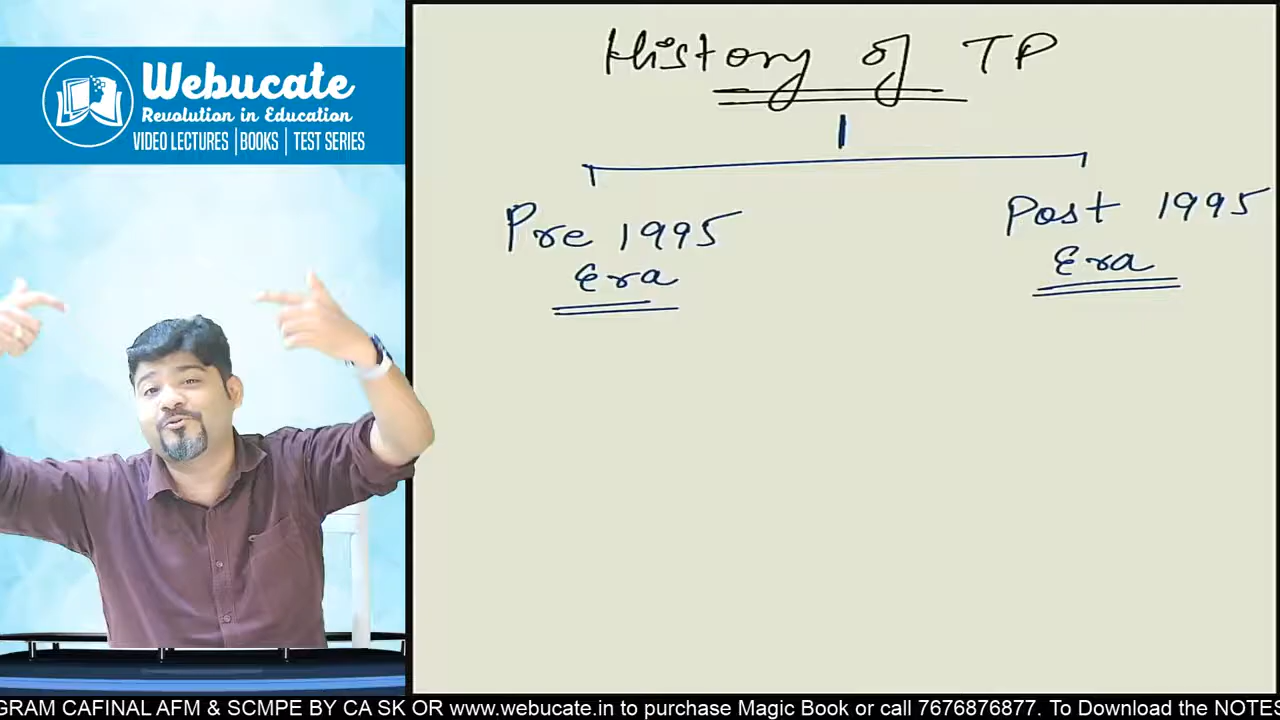 Webucate
Revolution in Education
VIDEO LECTURES | BOOKS | TEST SERIES
History of TP
Pre 1995
Era
Post 1995
Era
GRAM CAFINAL AFM & SCMPE BY CA SK OR www.webucate.in to purchase Magic Book or call 7676876877. To Download the NOTES